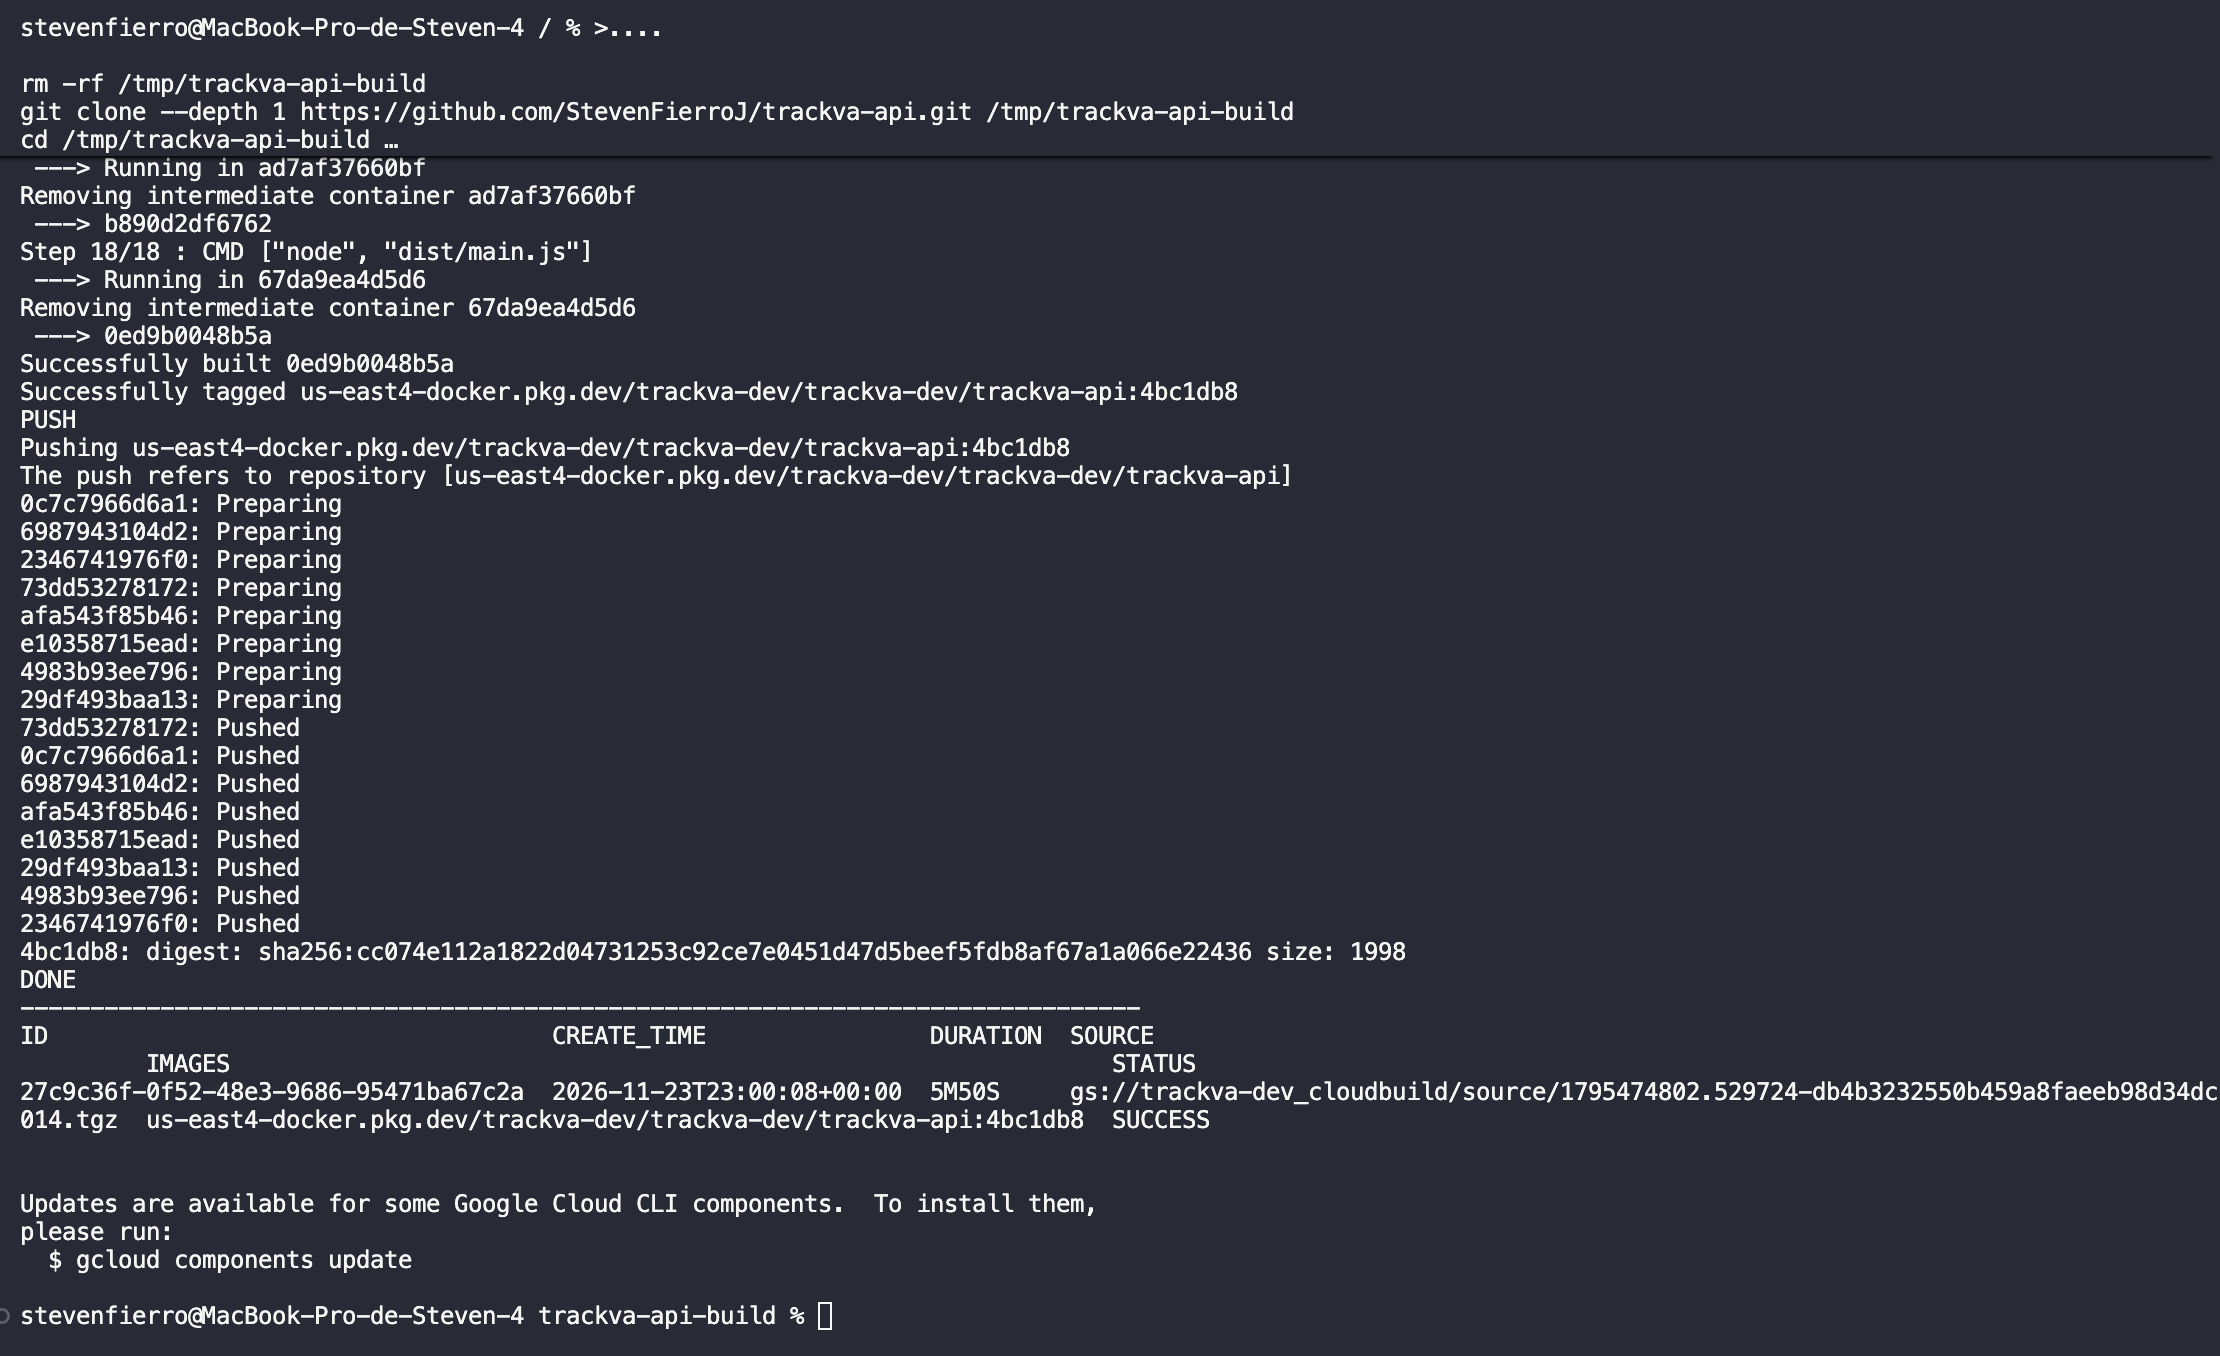 stevenfierro@MacBook-Pro-de-Steven-4 / % >....
rm -rf /tmp/trackva-api-build
git clone --depth 1 https://github.com/StevenFierroJ/trackva-api.git /tmp/trackva-api-build
cd /tmp/trackva-api-build …
 ---> Running in ad7af37660bf
Removing intermediate container ad7af37660bf
 ---> b890d2df6762
Step 18/18 : CMD ["node", "dist/main.js"]
 ---> Running in 67da9ea4d5d6
Removing intermediate container 67da9ea4d5d6
 ---> 0ed9b0048b5a
Successfully built 0ed9b0048b5a
Successfully tagged us-east4-docker.pkg.dev/trackva-dev/trackva-dev/trackva-api:4bc1db8
PUSH
Pushing us-east4-docker.pkg.dev/trackva-dev/trackva-dev/trackva-api:4bc1db8
The push refers to repository [us-east4-docker.pkg.dev/trackva-dev/trackva-dev/trackva-api]
0c7c7966d6a1: Preparing
6987943104d2: Preparing
2346741976f0: Preparing
73dd53278172: Preparing
afa543f85b46: Preparing
e10358715ead: Preparing
4983b93ee796: Preparing
29df493baa13: Preparing
73dd53278172: Pushed
0c7c7966d6a1: Pushed
6987943104d2: Pushed
afa543f85b46: Pushed
e10358715ead: Pushed
29df493baa13: Pushed
4983b93ee796: Pushed
2346741976f0: Pushed
4bc1db8: digest: sha256:cc074e112a1822d04731253c92ce7e0451d47d5beef5fdb8af67a1a066e22436 size: 1998
DONE
--------------------------------------------------------------------------------
ID                                    CREATE_TIME                DURATION  SOURCE
         IMAGES                                                               STATUS
27c9c36f-0f52-48e3-9686-95471ba67c2a  2026-11-23T23:00:08+00:00  5M50S     gs://trackva-dev_cloudbuild/source/1795474802.529724-db4b3232550b459a8faeeb98d34dc
014.tgz  us-east4-docker.pkg.dev/trackva-dev/trackva-dev/trackva-api:4bc1db8  SUCCESS
Updates are available for some Google Cloud CLI components.  To install them,
please run:
  $ gcloud components update
stevenfierro@MacBook-Pro-de-Steven-4 trackva-api-build %